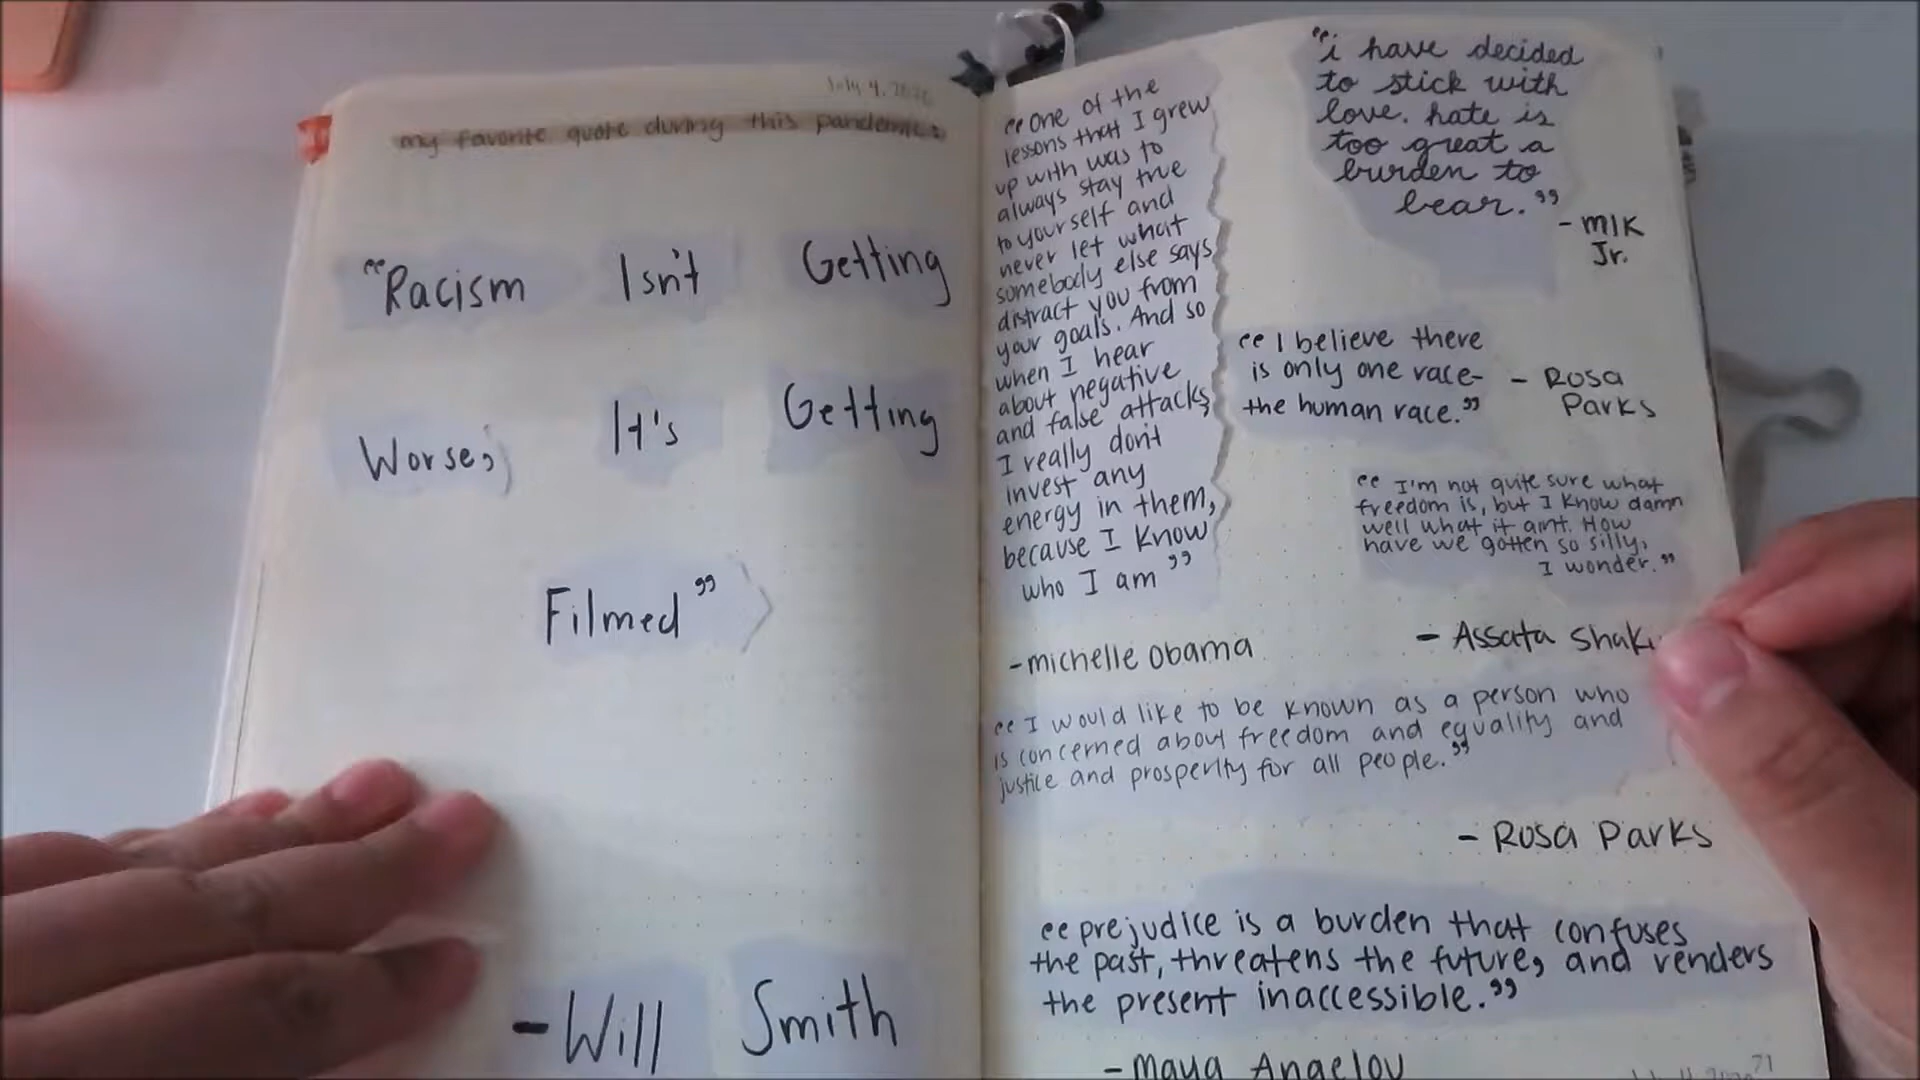 July 4, 2020
my favorite quote during this pandemic:
"Racism Isn't Getting
Worse, It's Getting
Filmed"
- Will Smith
"One of the
lessons that I grew
up with was to
always stay true
to yourself and
never let what
somebody else says
distract you from
your goals. And so
when I hear
about negative
and false attacks,
I really don't
invest any
energy in them,
because I know
who I am"
- michelle obama
"i have decided
to stick with
love. hate is
too great a
burden to
bear."
- MLK
Jr.
"I believe there
is only one race-
the human race."
- Rosa
Parks
"I'm not quite sure what
freedom is, but I know damn
well what it ain't. How
have we gotten so silly,
I wonder."
- Assata Shak
"I would like to be known as a person who
is concerned about freedom and equality and
justice and prosperity for all people."
- Rosa Parks
"prejudice is a burden that confuses
the past, threatens the future, and renders
the present inaccessible."
- Maya Angelou
71